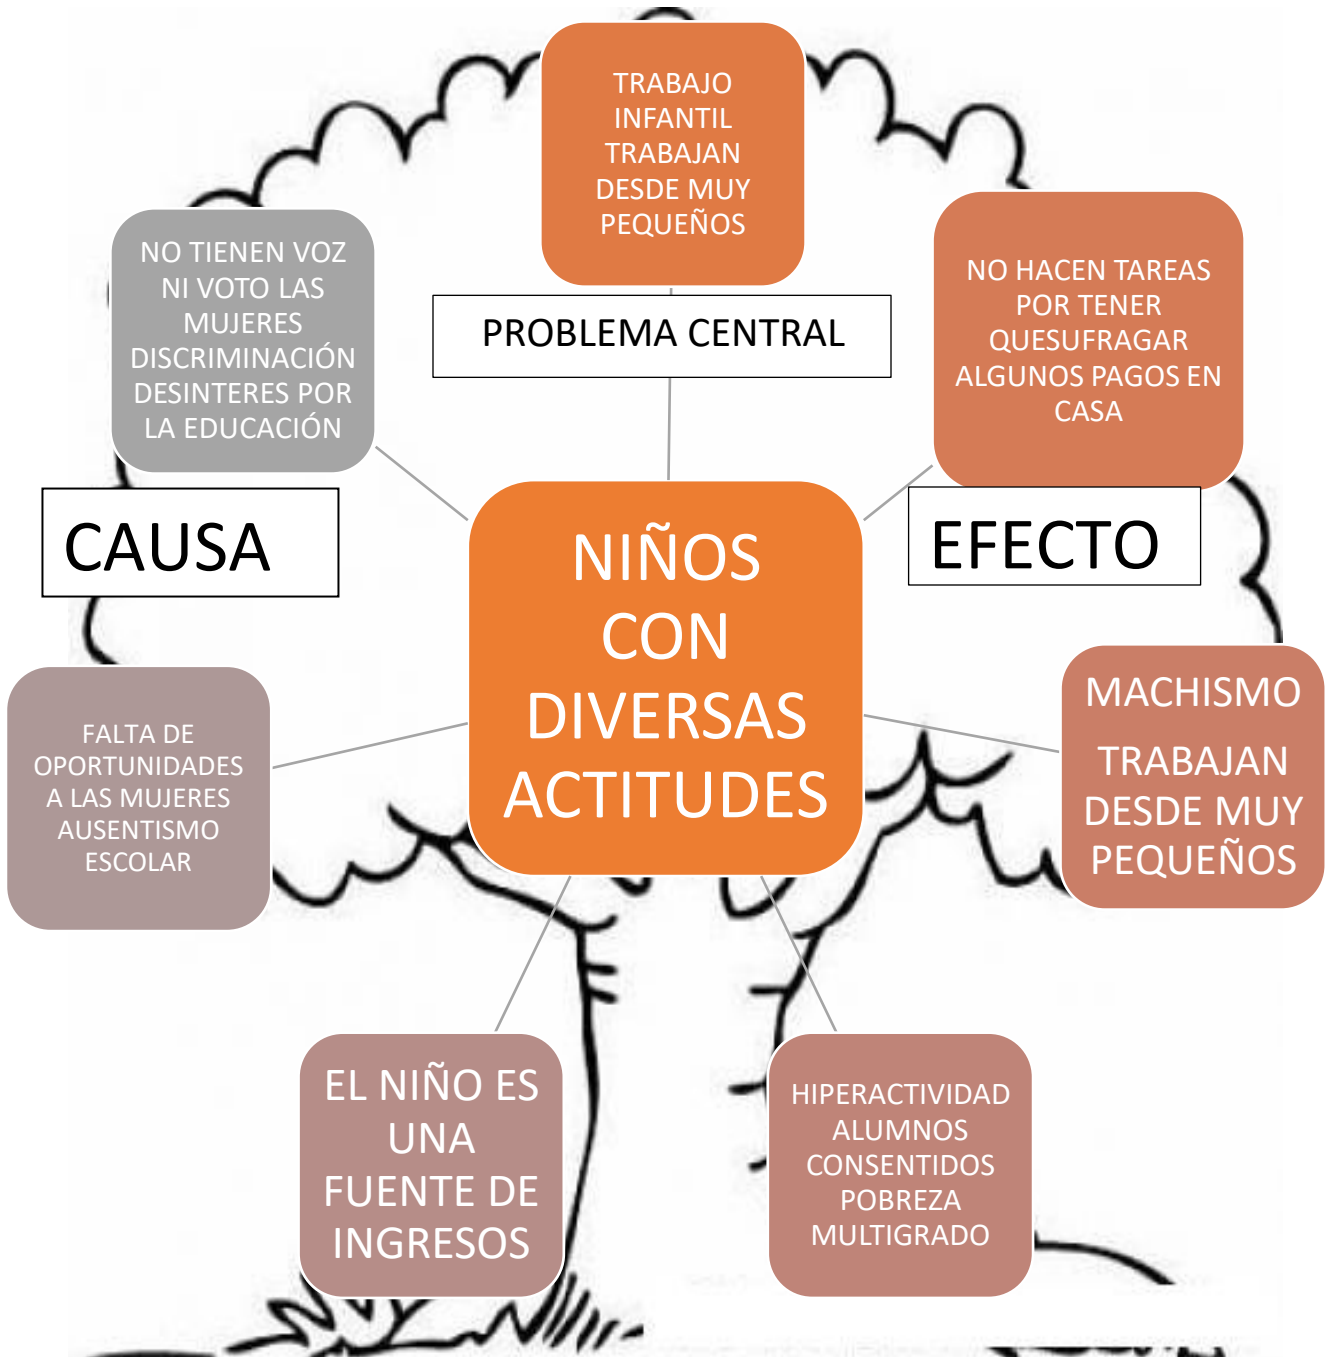 TRABAJO
INFANTIL
TRABAJAN
DESDE MUY
PEQUEÑOS
NO TIENEN VOZ
NI VOTO LAS
MUJERES
DISCRIMINACIÓN
DESINTERES POR
LA EDUCACIÓN
PROBLEMA CENTRAL
NO HACEN TAREAS
POR TENER
QUESUFRAGAR
ALGUNOS PAGOS EN
CASA
CAUSA
NIÑOS
CON
DIVERSAS
ACTITUDES
EFECTO
FALTA DE
OPORTUNIDADES
A LAS MUJERES
AUSENTISMO
ESCOLAR
MACHISMO
TRABAJAN
DESDE MUY
PEQUEÑOS
EL NIÑO ES
UNA
FUENTE DE
INGRESOS
HIPERACTIVIDAD
ALUMNOS
CONSENTIDOS
POBREZA
MULTIGRADO